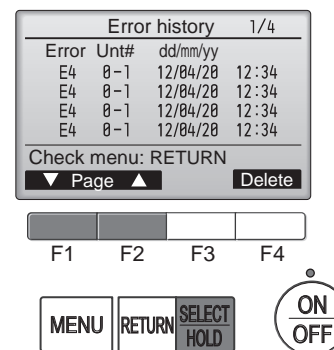 Error history 1/4
Error Unt# dd/mm/yy
E4 0-1 12/04/20 12:34
E4 0-1 12/04/20 12:34
E4 0-1 12/04/20 12:34
E4 0-1 12/04/20 12:34
Check menu: RETURN
▼ Page ▲ Delete
F1 F2 F3 F4
MENU RETURN SELECT HOLD ON OFF